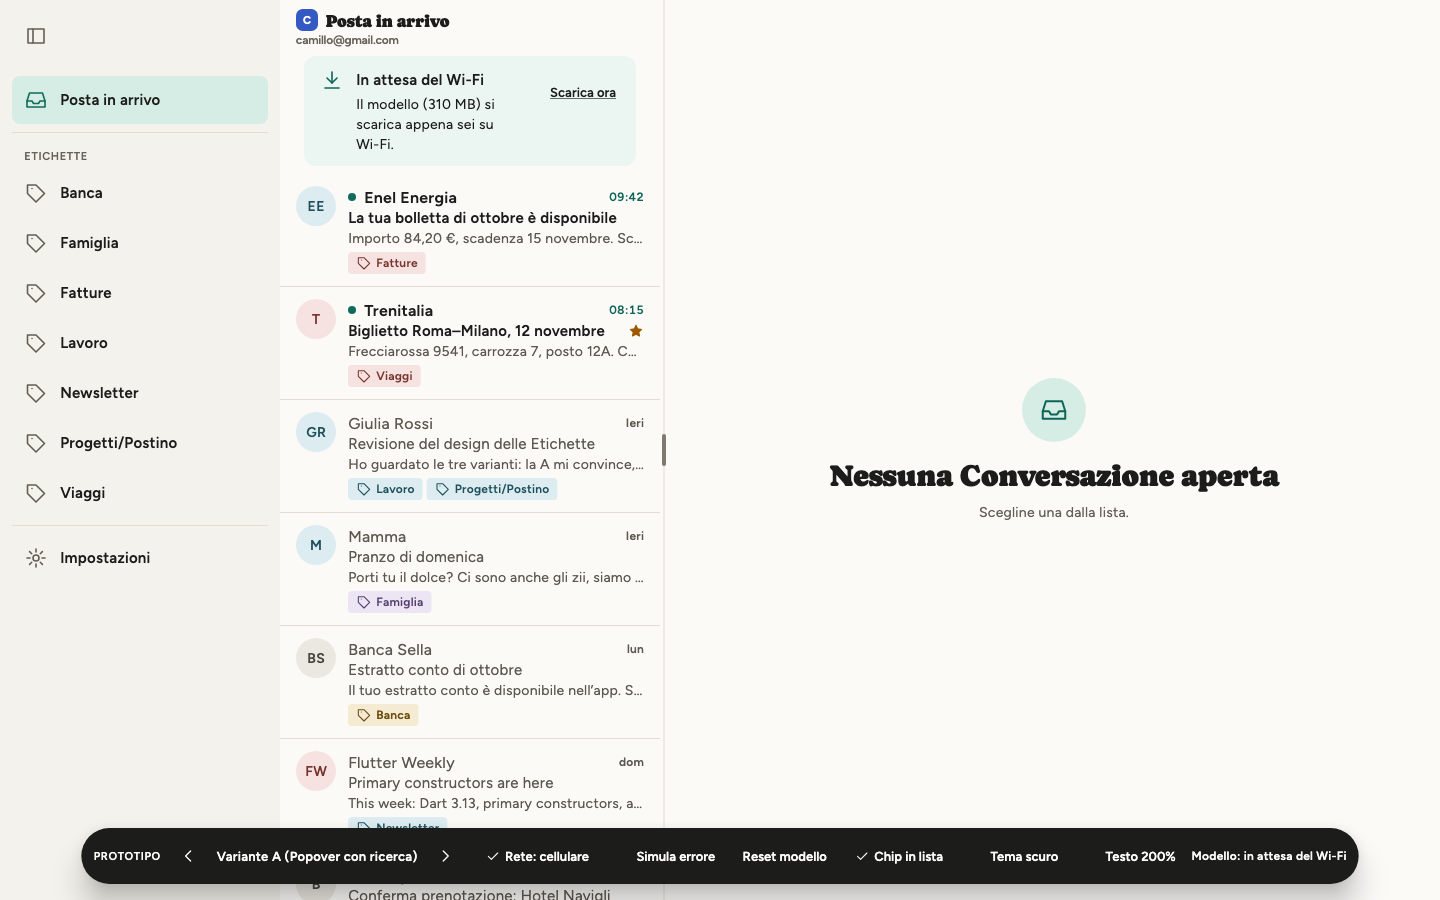 Posta in arrivo
ETICHETTE
Banca
Famiglia
Fatture
Lavoro
Newsletter
Progetti/Postino
Viaggi
Impostazioni
C Posta in arrivo
camillo@gmail.com
In attesa del Wi-Fi
Il modello (310 MB) si
scarica appena sei su
Wi-Fi.
Scarica ora
EE Enel Energia 09:42
La tua bolletta di ottobre è disponibile
Importo 84,20 €, scadenza 15 novembre. Sc...
Fatture
T Trenitalia 08:15
Biglietto Roma–Milano, 12 novembre
Frecciarossa 9541, carrozza 7, posto 12A. C...
Viaggi
GR Giulia Rossi Ieri
Revisione del design delle Etichette
Ho guardato le tre varianti: la A mi convince,...
Lavoro Progetti/Postino
M Mamma Ieri
Pranzo di domenica
Porti tu il dolce? Ci sono anche gli zii, siamo ...
Famiglia
BS Banca Sella lun
Estratto conto di ottobre
Il tuo estratto conto è disponibile nell'app. S...
Banca
FW Flutter Weekly dom
Primary constructors are here
This week: Dart 3.13, primary constructors, a...
Newsletter
B
Conferma prenotazione: Hotel Navigli
Nessuna Conversazione aperta
Scegline una dalla lista.
PROTOTIPO Variante A (Popover con ricerca) Rete: cellulare Simula errore Reset modello Chip in lista Tema scuro Testo 200% Modello: in attesa del Wi-Fi